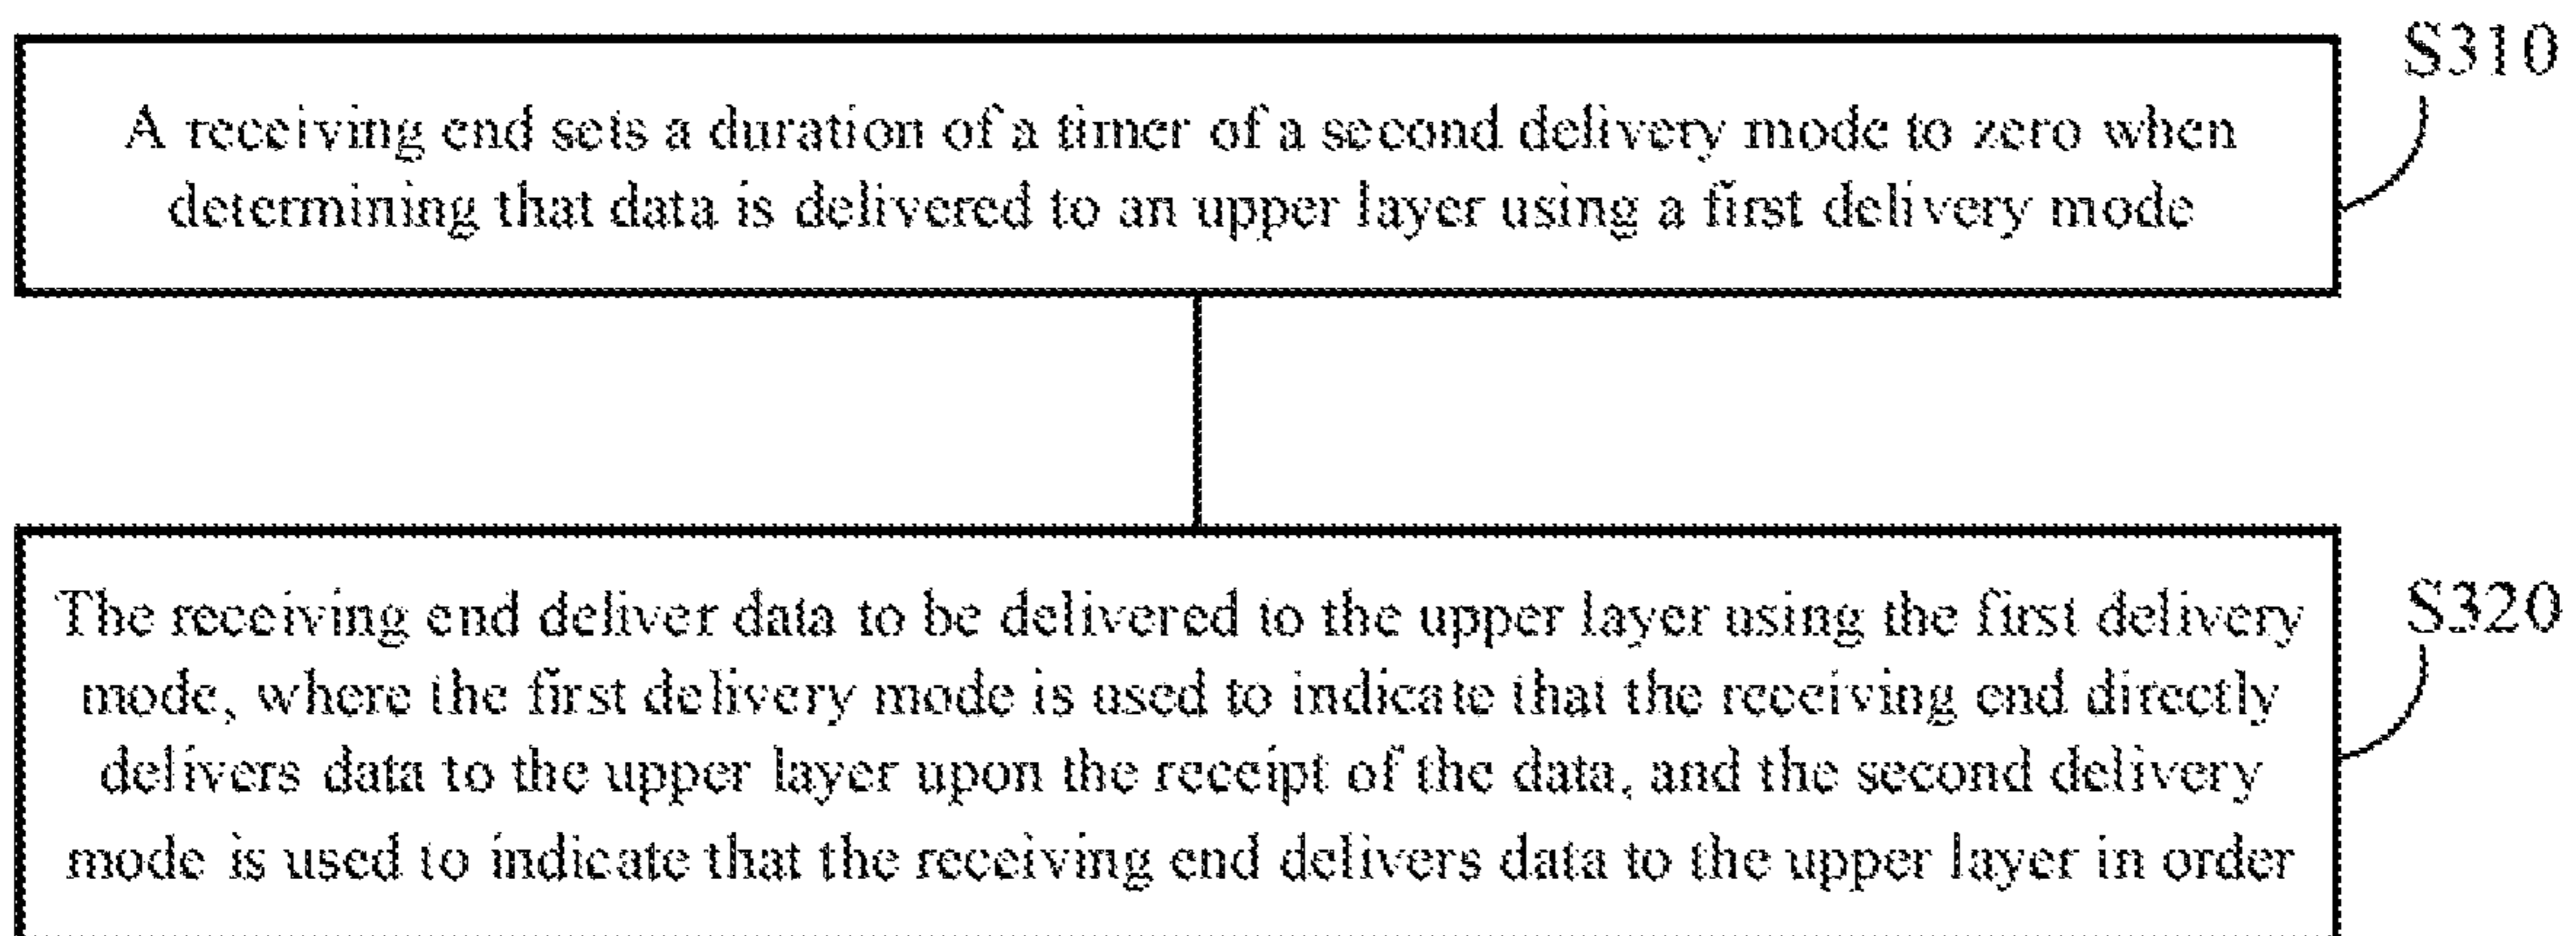 S310
A receiving end sets a duration of a timer of a second delivery mode to zero when
determining that data is delivered to an upper layer using a first delivery mode
S320
The receiving end deliver data to be delivered to the upper layer using the first delivery
mode, where the first delivery mode is used to indicate that the receiving end directly
delivers data to the upper layer upon the receipt of the data, and the second delivery
mode is used to indicate that the receiving end delivers data to the upper layer in order